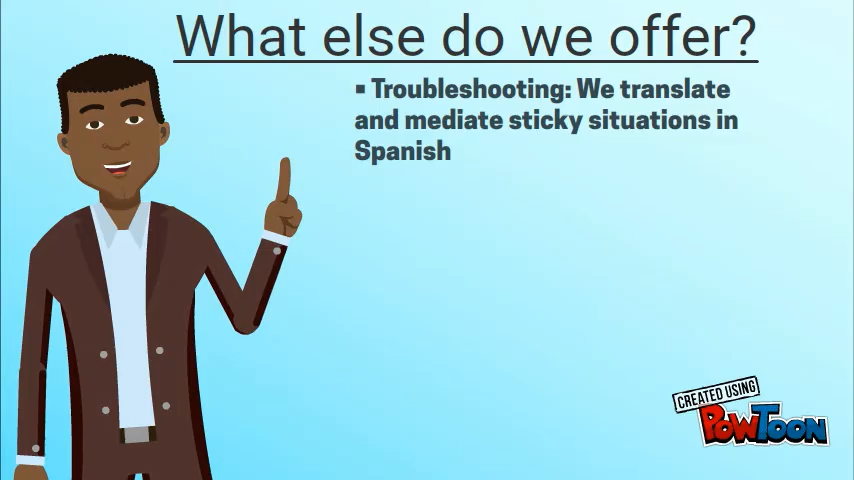 What else do we offer?
▪ Troubleshooting: We translate
and mediate sticky situations in
Spanish
CREATED USING
PowToon